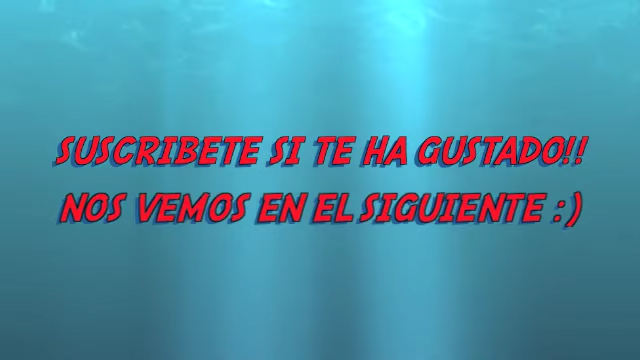 SUSCRIBETE SI TE HA GUSTADO!!
NOS VEMOS EN EL SIGUIENTE :)